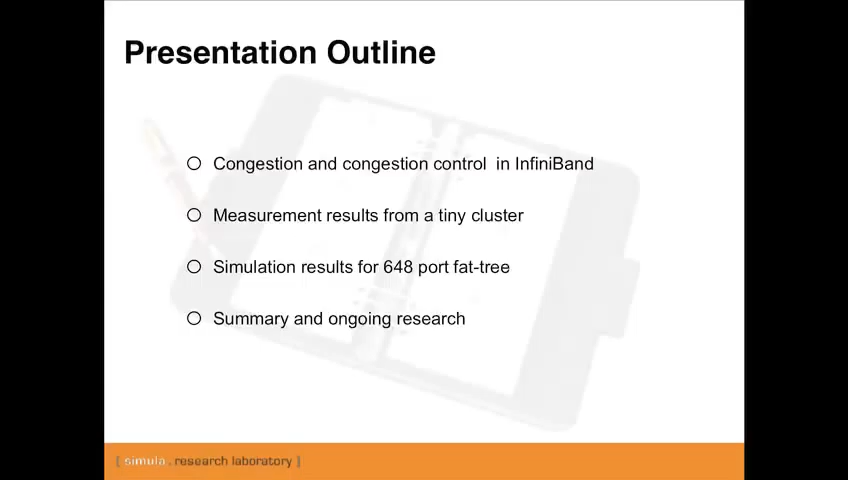 Presentation Outline
Congestion and congestion control in InfiniBand
Measurement results from a tiny cluster
Simulation results for 648 port fat-tree
Summary and ongoing research
[ simula . research laboratory ]